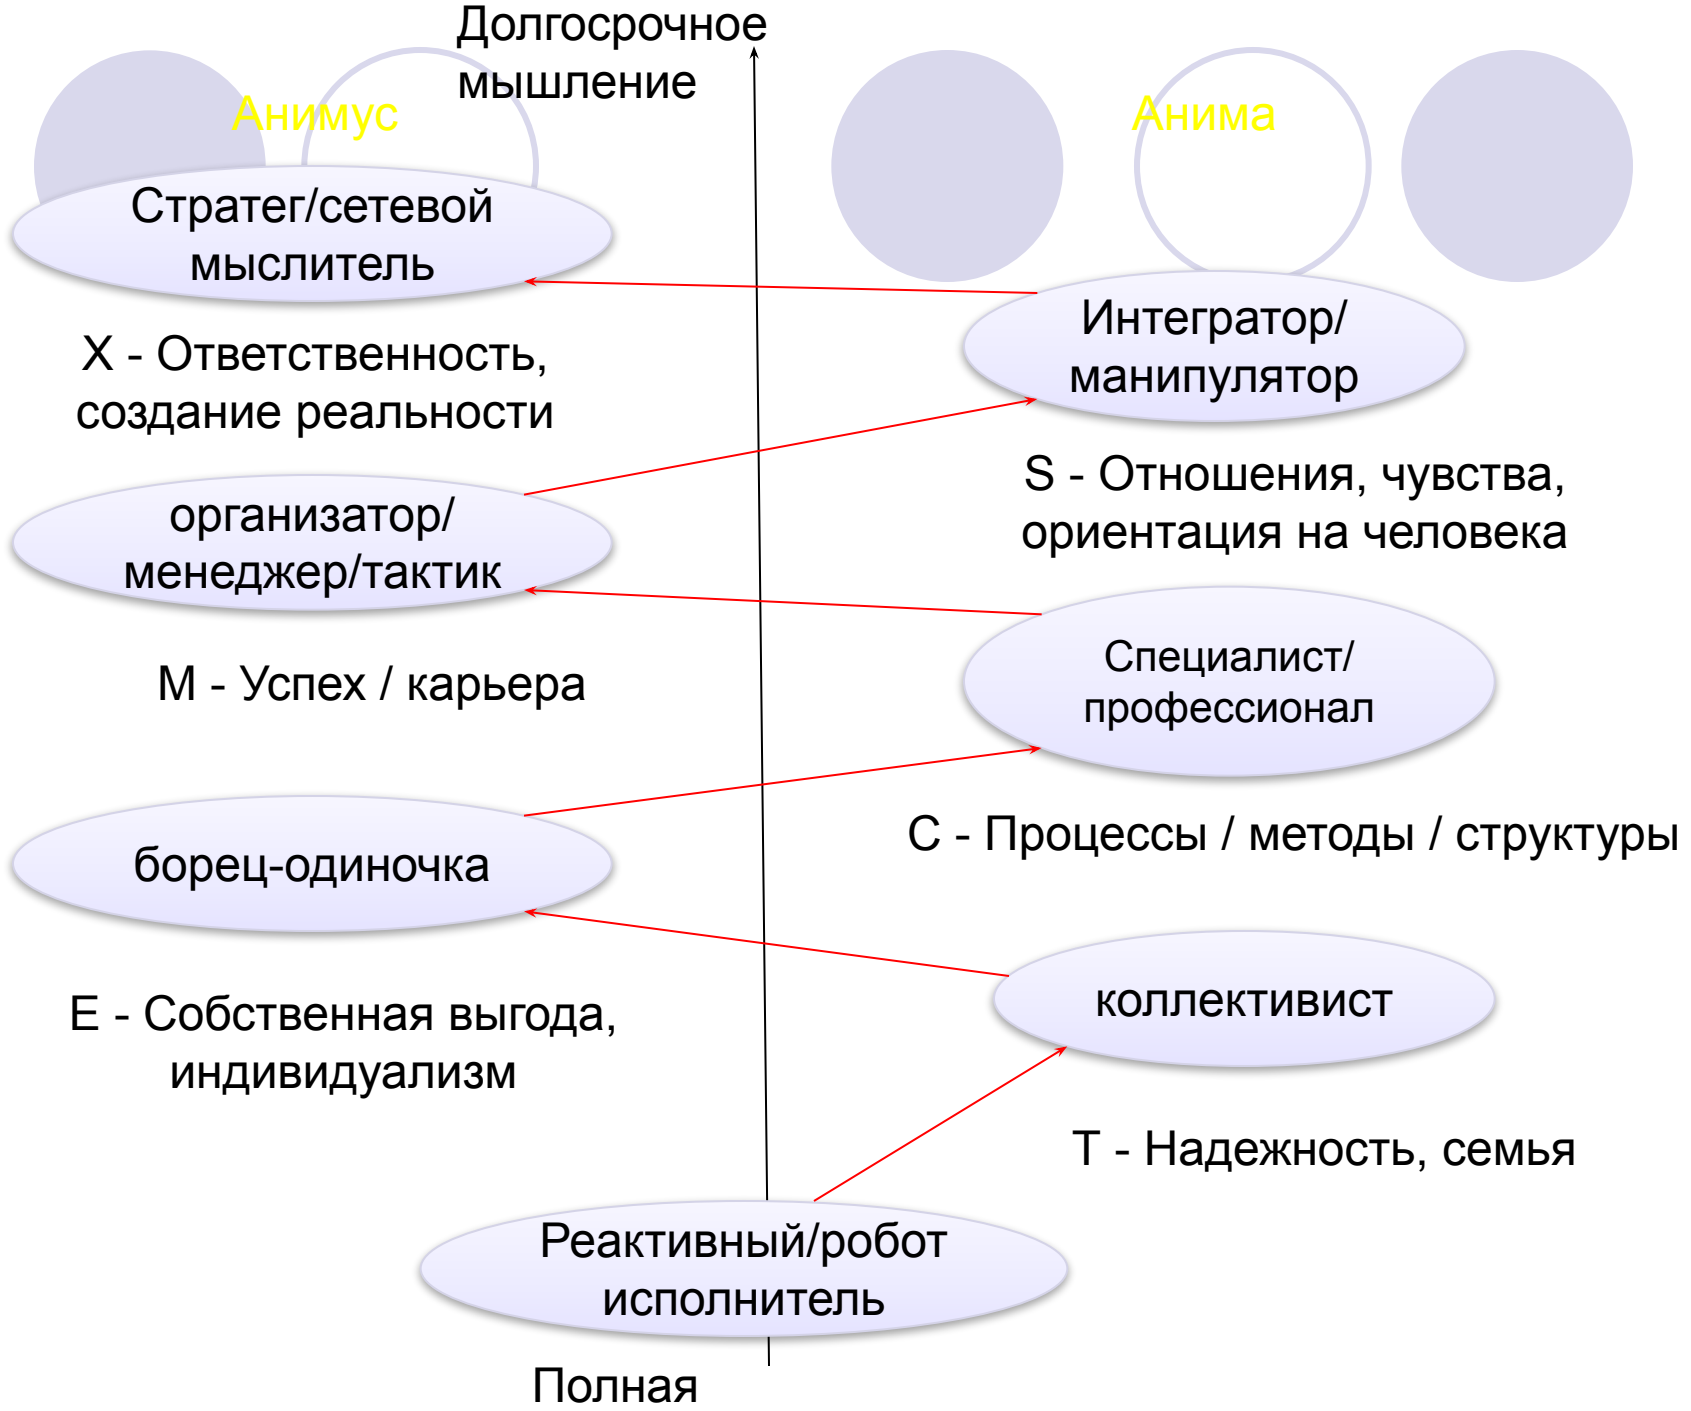 Долгосрочное
мышление
Анимус
Анима
Стратег/сетевой
мыслитель
Интегратор/
манипулятор
X - Ответственность,
создание реальности
S - Отношения, чувства,
ориентация на человека
организатор/
менеджер/тактик
Специалист/
профессионал
M - Успех / карьера
C - Процессы / методы / структуры
борец-одиночка
коллективист
E - Собственная выгода,
индивидуализм
T - Надежность, семья
Реактивный/робот
исполнитель
Полная